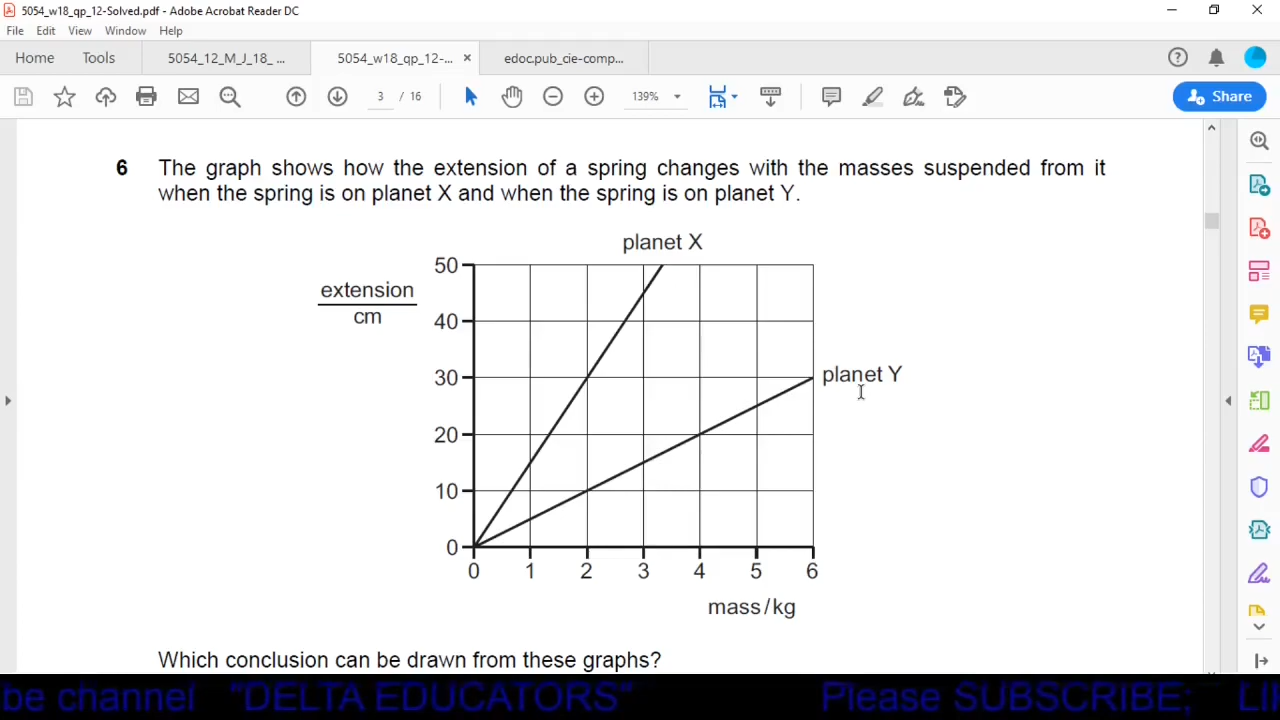 5054_w18_qp_12-Solved.pdf - Adobe Acrobat Reader DC
File Edit View Window Help
Home Tools 5054_12_M_J_18_ ... 5054_w18_qp_12-... × edoc.pub_cie-comp...
3 / 16 139% Share
6 The graph shows how the extension of a spring changes with the masses suspended from it
when the spring is on planet X and when the spring is on planet Y.
planet X
50
extension
cm
40
30
planet Y
20
10
0
0 1 2 3 4 5 6
mass / kg
Which conclusion can be drawn from these graphs?
be channel "DELTA EDUCATORS" Please SUBSCRIBE; LI